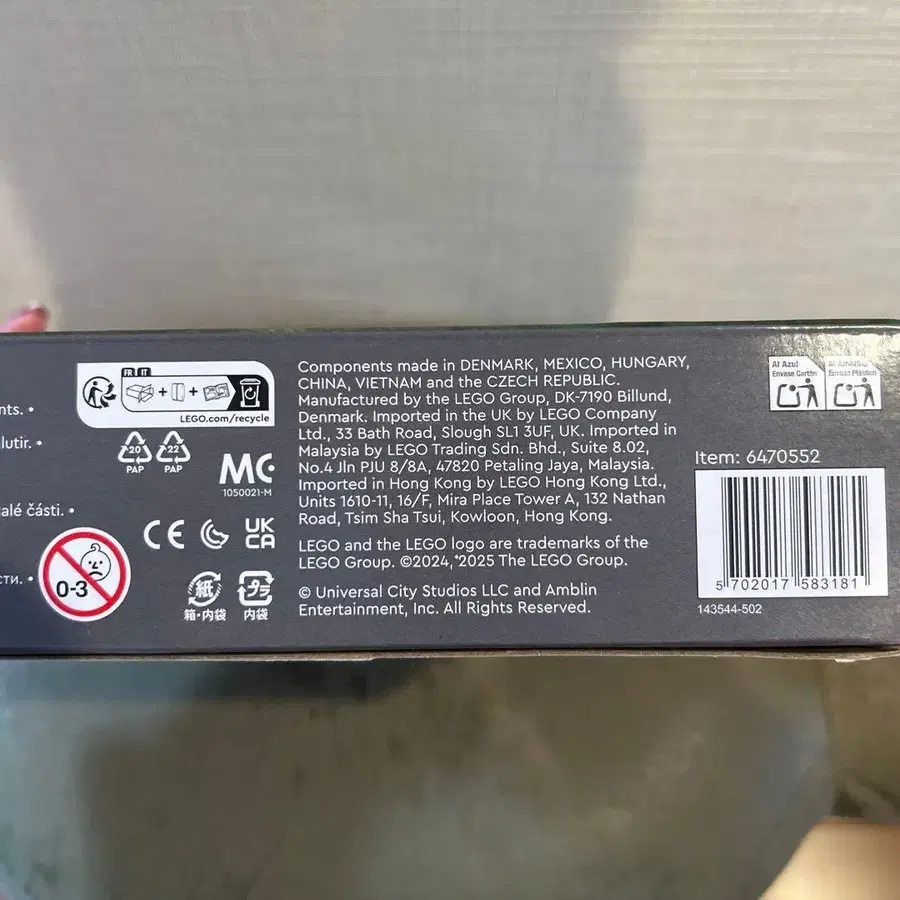 nts. •
lutir. •
alé části. •
сти. •
FR IT
LEGO.com/recycle
20
PAP
22
PAP
MC
1050021-M
CE
UK
CA
0-3
紙
箱・内袋
プラ
内袋
Components made in DENMARK, MEXICO, HUNGARY,
CHINA, VIETNAM and the CZECH REPUBLIC.
Manufactured by the LEGO Group, DK-7190 Billund,
Denmark. Imported in the UK by LEGO Company
Ltd., 33 Bath Road, Slough SL1 3UF, UK. Imported in
Malaysia by LEGO Trading Sdn. Bhd., Suite 8.02,
No.4 Jln PJU 8/8A, 47820 Petaling Jaya, Malaysia.
Imported in Hong Kong by LEGO Hong Kong Ltd.,
Units 1610-11, 16/F, Mira Place Tower A, 132 Nathan
Road, Tsim Sha Tsui, Kowloon, Hong Kong.
LEGO and the LEGO logo are trademarks of the
LEGO Group. ©2024, 2025 The LEGO Group.
© Universal City Studios LLC and Amblin
Entertainment, Inc. All Rights Reserved.
Al Azul
Envase Cartón
Al Amarillo
Envase Plástico
Item: 6470552
5 702017 583181
143544-502